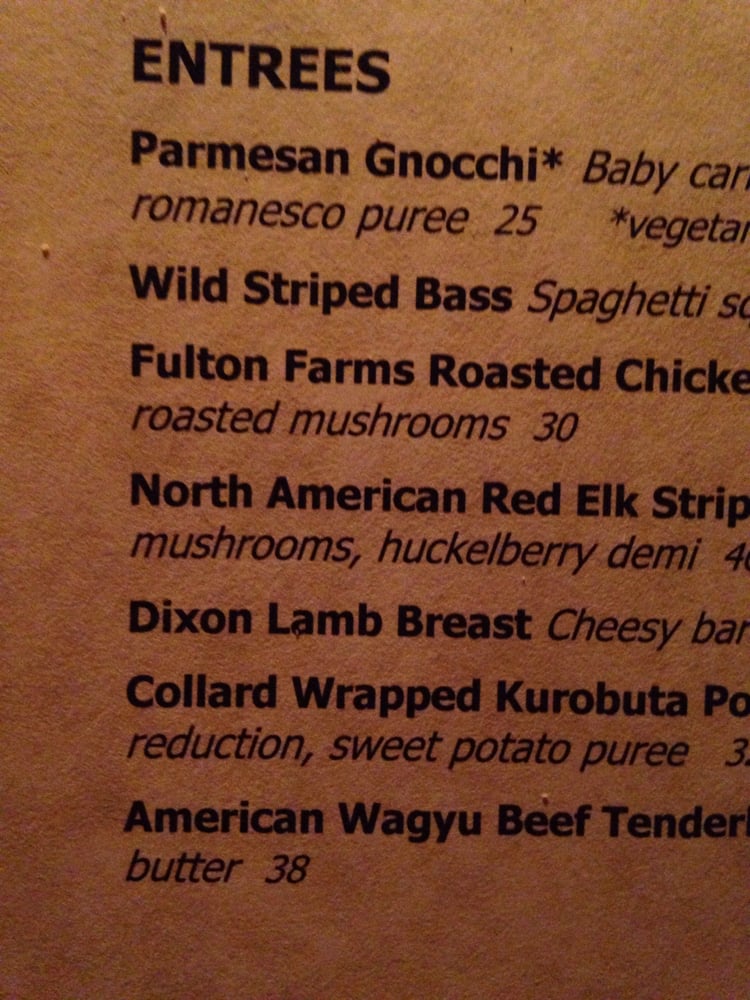 ENTREES
Parmesan Gnocchi* Baby
romanesco puree 25
Wild Striped Bass Spaghetti
Fulton Farms Roasted
roasted mushrooms 30
North American Red Elk Strip
mushrooms, huckelberry demi
Dixon Lamb Breast Cheesy
Collard Wrapped Kurobuta
reduction, sweet potato puree
American Wagyu Beef
butter 38